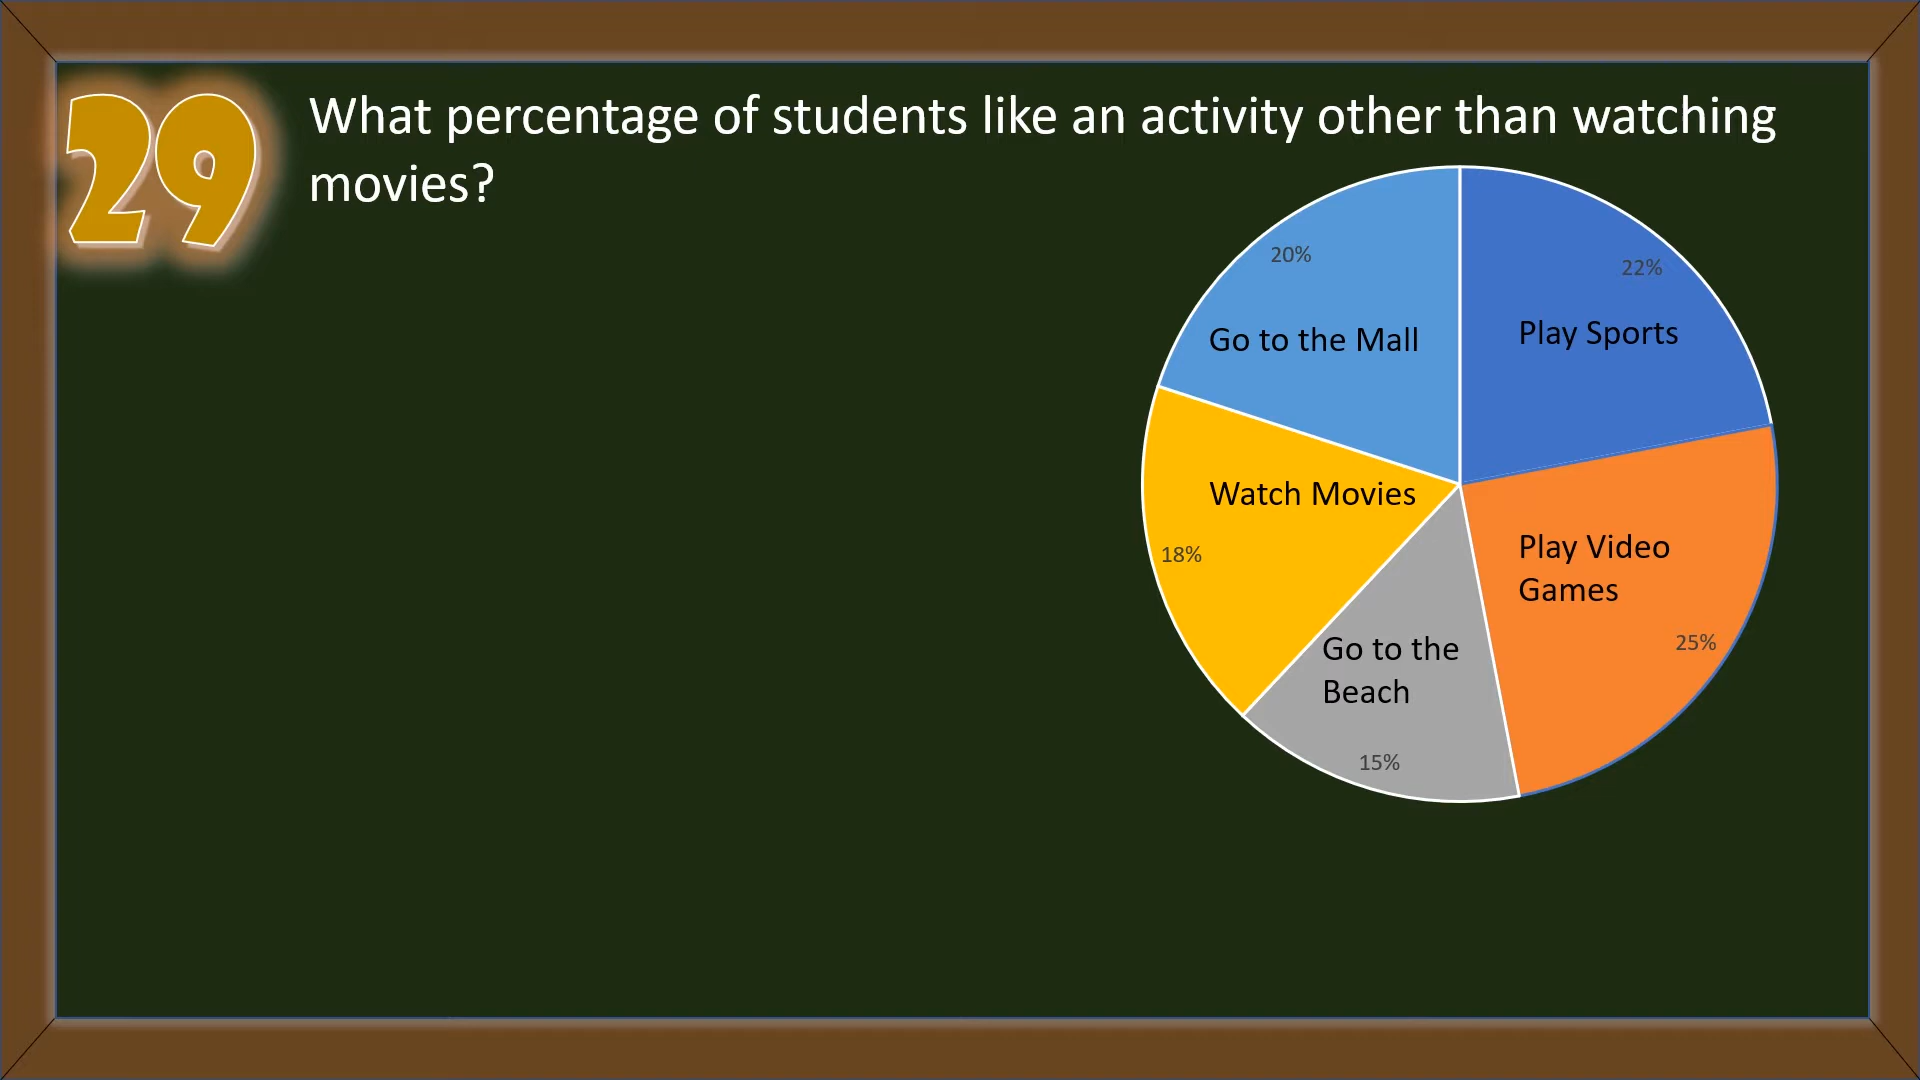 29
What percentage of students like an activity other than watching
movies?
20%
22%
Go to the Mall
Play Sports
Watch Movies
18%
Play Video
Games
25%
Go to the
Beach
15%